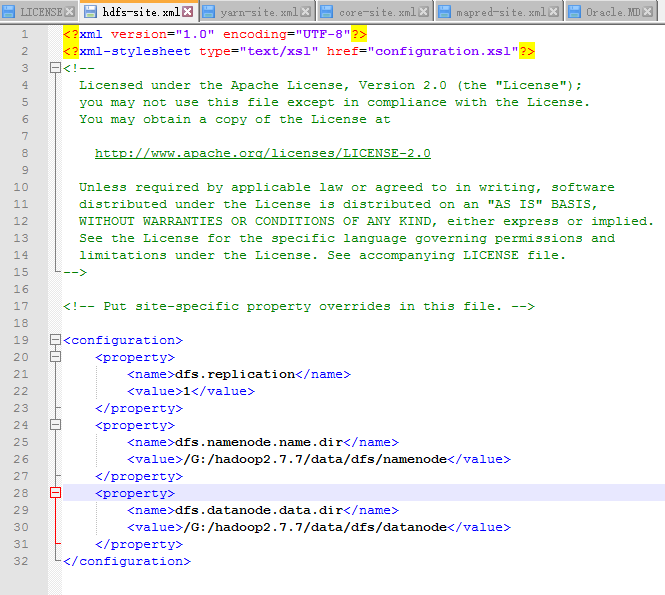 LICENSE hdfs-site.xml yarn-site.xml core-site.xml mapred-site.xml Oracle.MD
1 <?xml version="1.0" encoding="UTF-8"?>
2 <?xml-stylesheet type="text/xsl" href="configuration.xsl"?>
3 <!--
4 Licensed under the Apache License, Version 2.0 (the "License");
5 you may not use this file except in compliance with the License.
6 You may obtain a copy of the License at
7
8 http://www.apache.org/licenses/LICENSE-2.0
9
10 Unless required by applicable law or agreed to in writing, software
11 distributed under the License is distributed on an "AS IS" BASIS,
12 WITHOUT WARRANTIES OR CONDITIONS OF ANY KIND, either express or implied.
13 See the License for the specific language governing permissions and
14 limitations under the License. See accompanying LICENSE file.
15 -->
16
17 <!-- Put site-specific property overrides in this file. -->
18
19 <configuration>
20 <property>
21 <name>dfs.replication</name>
22 <value>1</value>
23 </property>
24 <property>
25 <name>dfs.namenode.name.dir</name>
26 <value>/G:/hadoop2.7.7/data/dfs/namenode</value>
27 </property>
28 <property>
29 <name>dfs.datanode.data.dir</name>
30 <value>/G:/hadoop2.7.7/data/dfs/datanode</value>
31 </property>
32 </configuration>